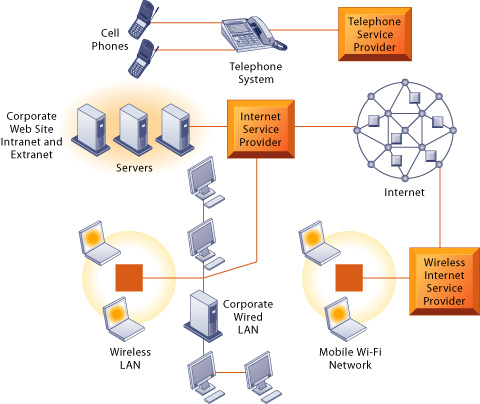 Cell
Phones
Telephone
System
Telephone
Service
Provider
Corporate
Web Site
Intranet and
Extranet
Servers
Internet
Service
Provider
Internet
Wireless
LAN
Corporate
Wired
LAN
Mobile Wi-Fi
Network
Wireless
Internet
Service
Provider